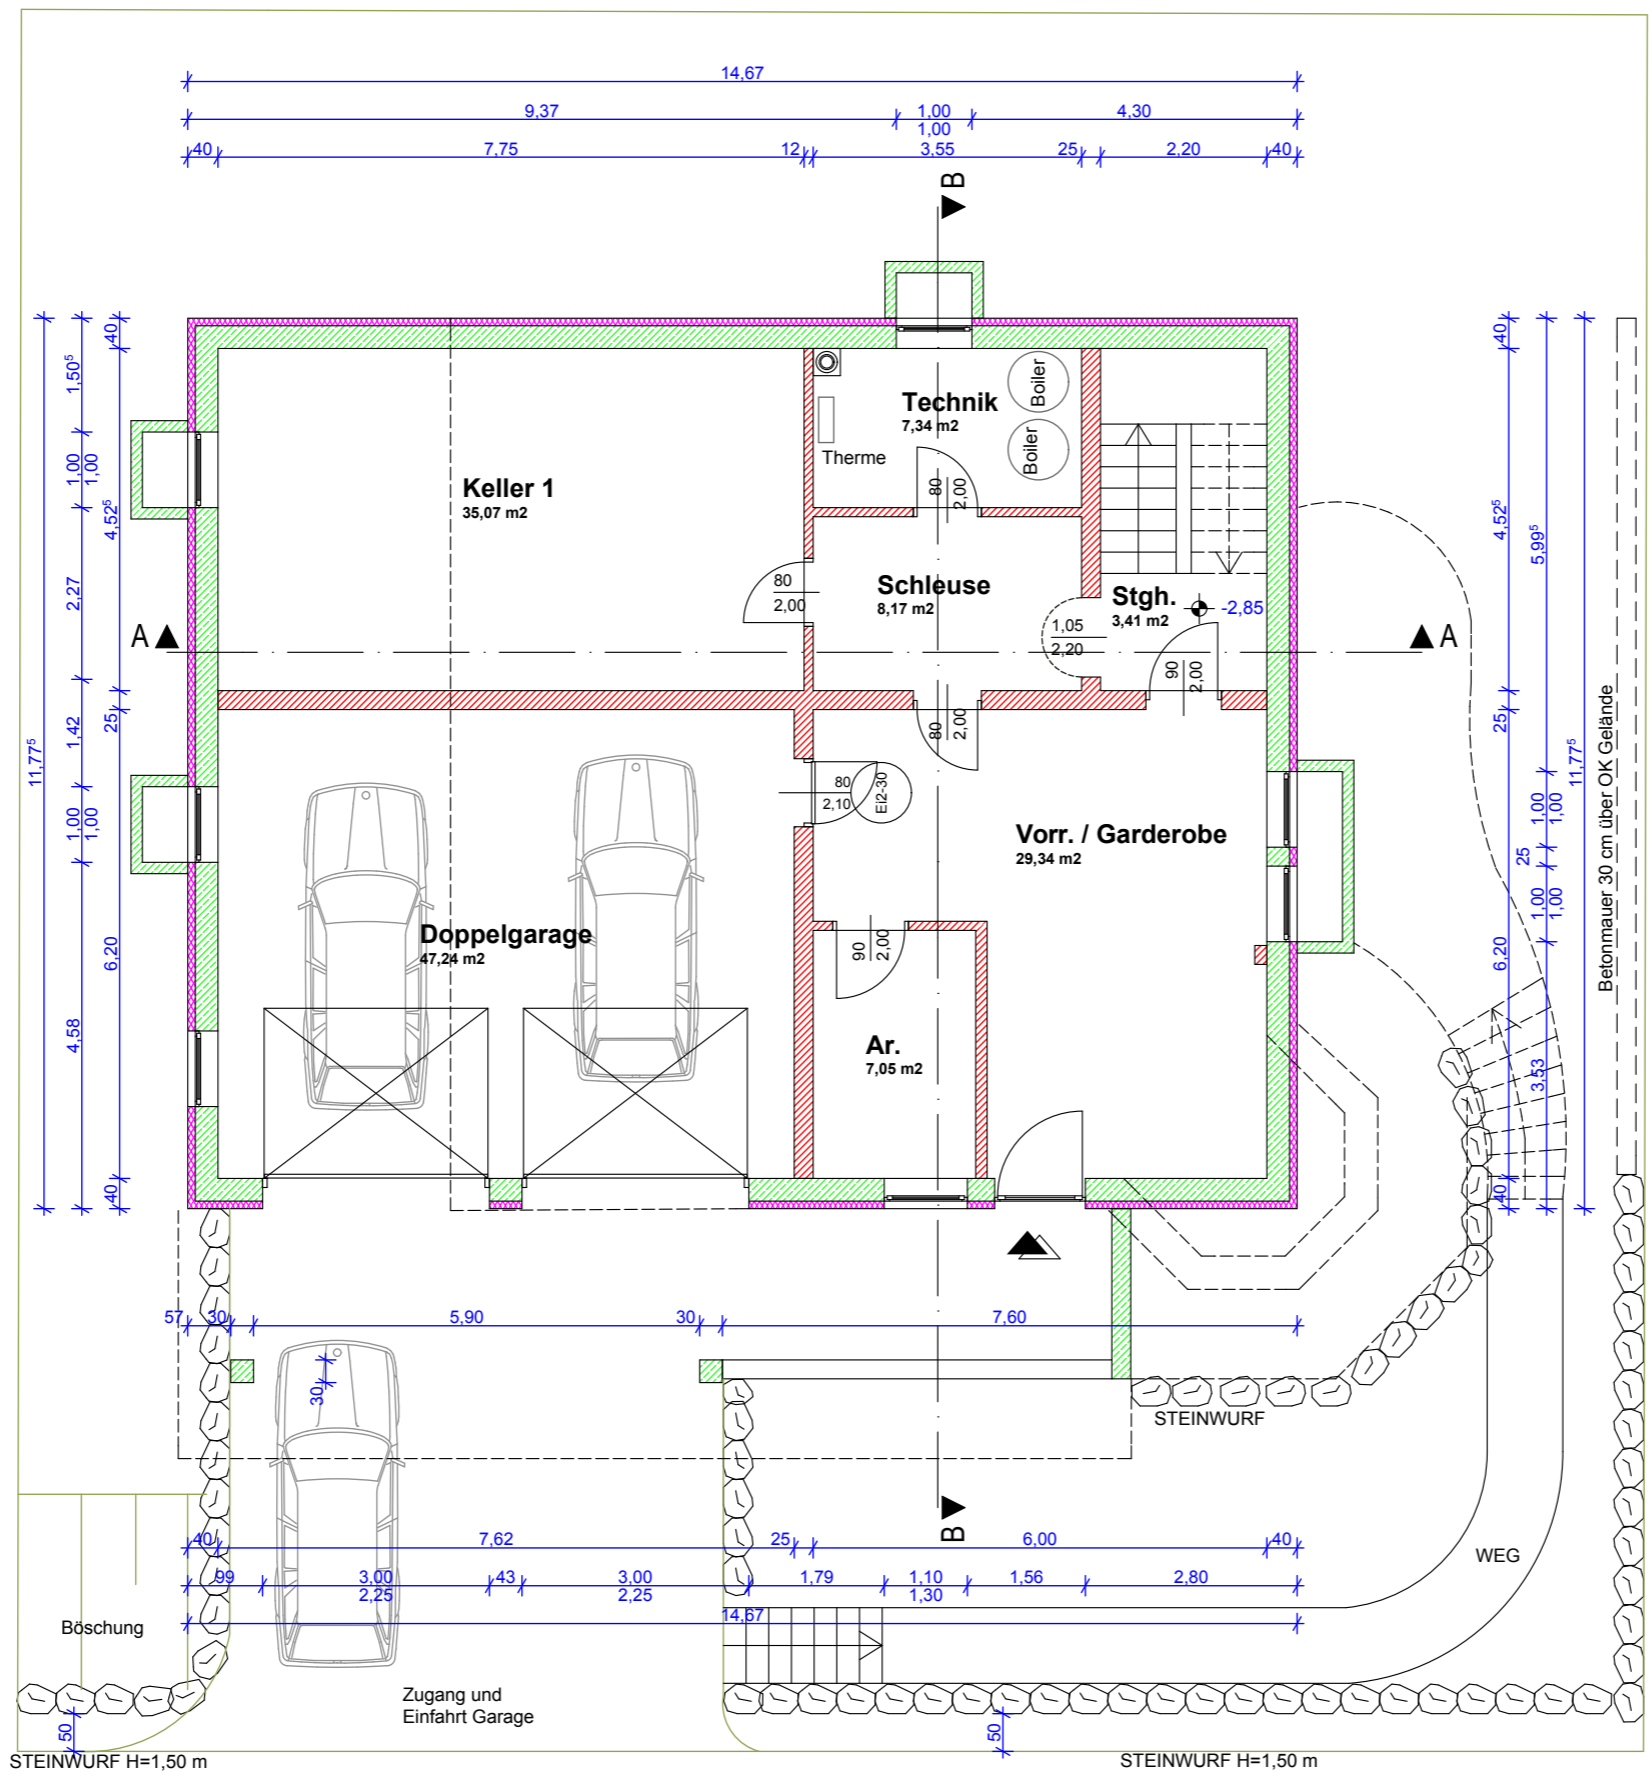 14,67
9,37 1,00 4,30
1,00
40 7,75 12 3,55 25 2,20 40
B
40
1,50⁵
1,00
1,00
4,52⁵
2,27
1,42
25
11,77⁵
1,00
1,00
6,20
4,58
40
40
4,52⁵
5,99⁵
25
11,77⁵
1,00
1,00
25
1,00
1,00
6,20
3,53
40
Betonmauer 30 cm über OK Gelände
Technik
7,34 m2
Boiler
Boiler
Therme
80
2,00
Keller 1
35,07 m2
80
2,00
Schleuse
8,17 m2
Stgh.
3,41 m2
-2,85
1,05
2,20
90
2,00
A
A
80
2,00
80
2,10
Ei2-30
Vorr. / Garderobe
29,34 m2
Doppelgarage
47,24 m2
90
2,00
Ar.
7,05 m2
57 30 5,90 30 7,60
30
STEINWURF
B
40 7,62 25 6,00 40
99 3,00 43 3,00 1,79 1,10 1,56 2,80
2,25 2,25 1,30
14,67
WEG
Böschung
Zugang und
Einfahrt Garage
50
50
STEINWURF H=1,50 m
STEINWURF H=1,50 m